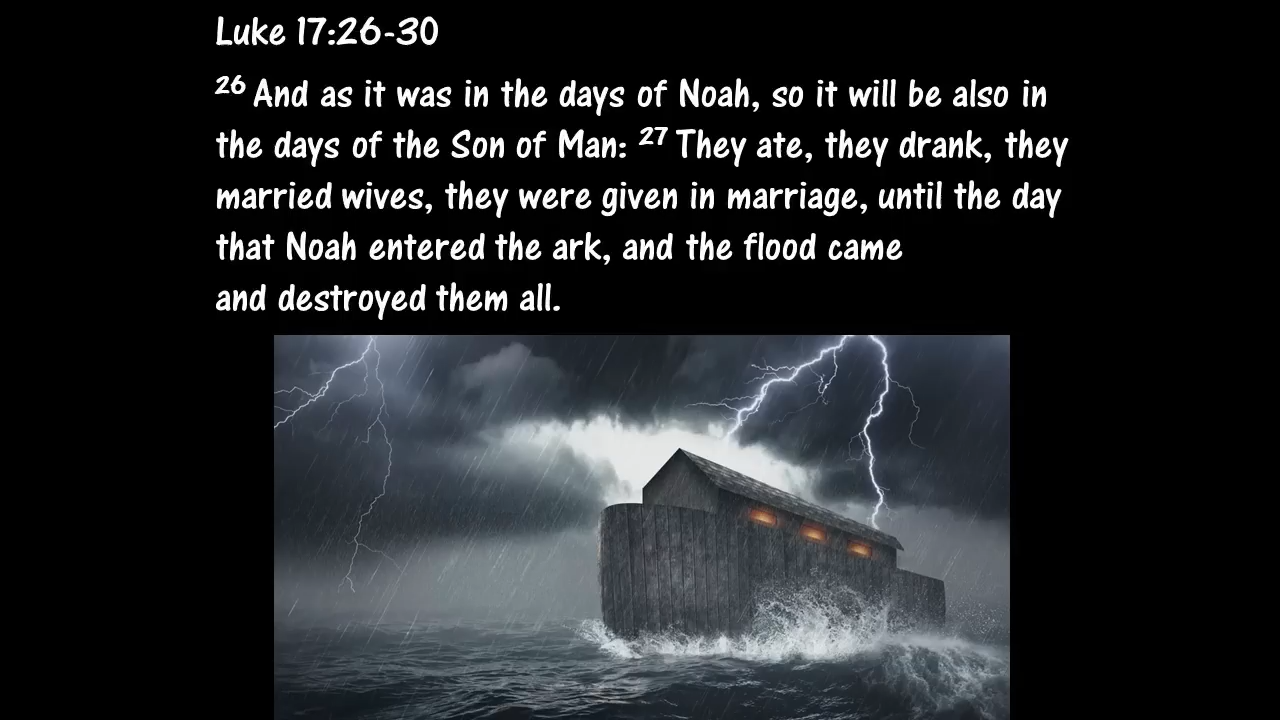 Luke 17:26-30
26 And as it was in the days of Noah, so it will be also in
the days of the Son of Man: 27 They ate, they drank, they
married wives, they were given in marriage, until the day
that Noah entered the ark, and the flood came
and destroyed them all.